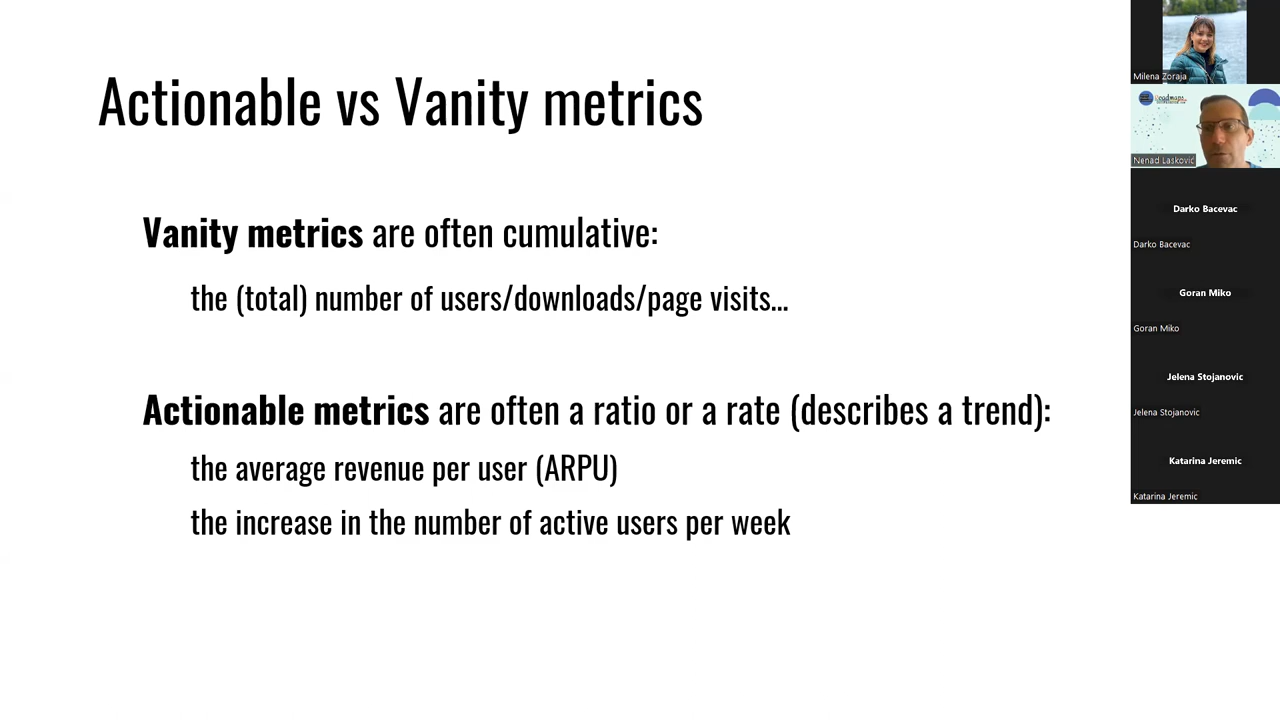 Actionable vs Vanity metrics
Vanity metrics are often cumulative:
the (total) number of users/downloads/page visits...
Actionable metrics are often a ratio or a rate (describes a trend):
the average revenue per user (ARPU)
the increase in the number of active users per week
Milena Zoraja
Nenad Lasković
Darko Bacevac
Darko Bacevac
Goran Miko
Goran Miko
Jelena Stojanovic
Jelena Stojanovic
Katarina Jeremic
Katarina Jeremic